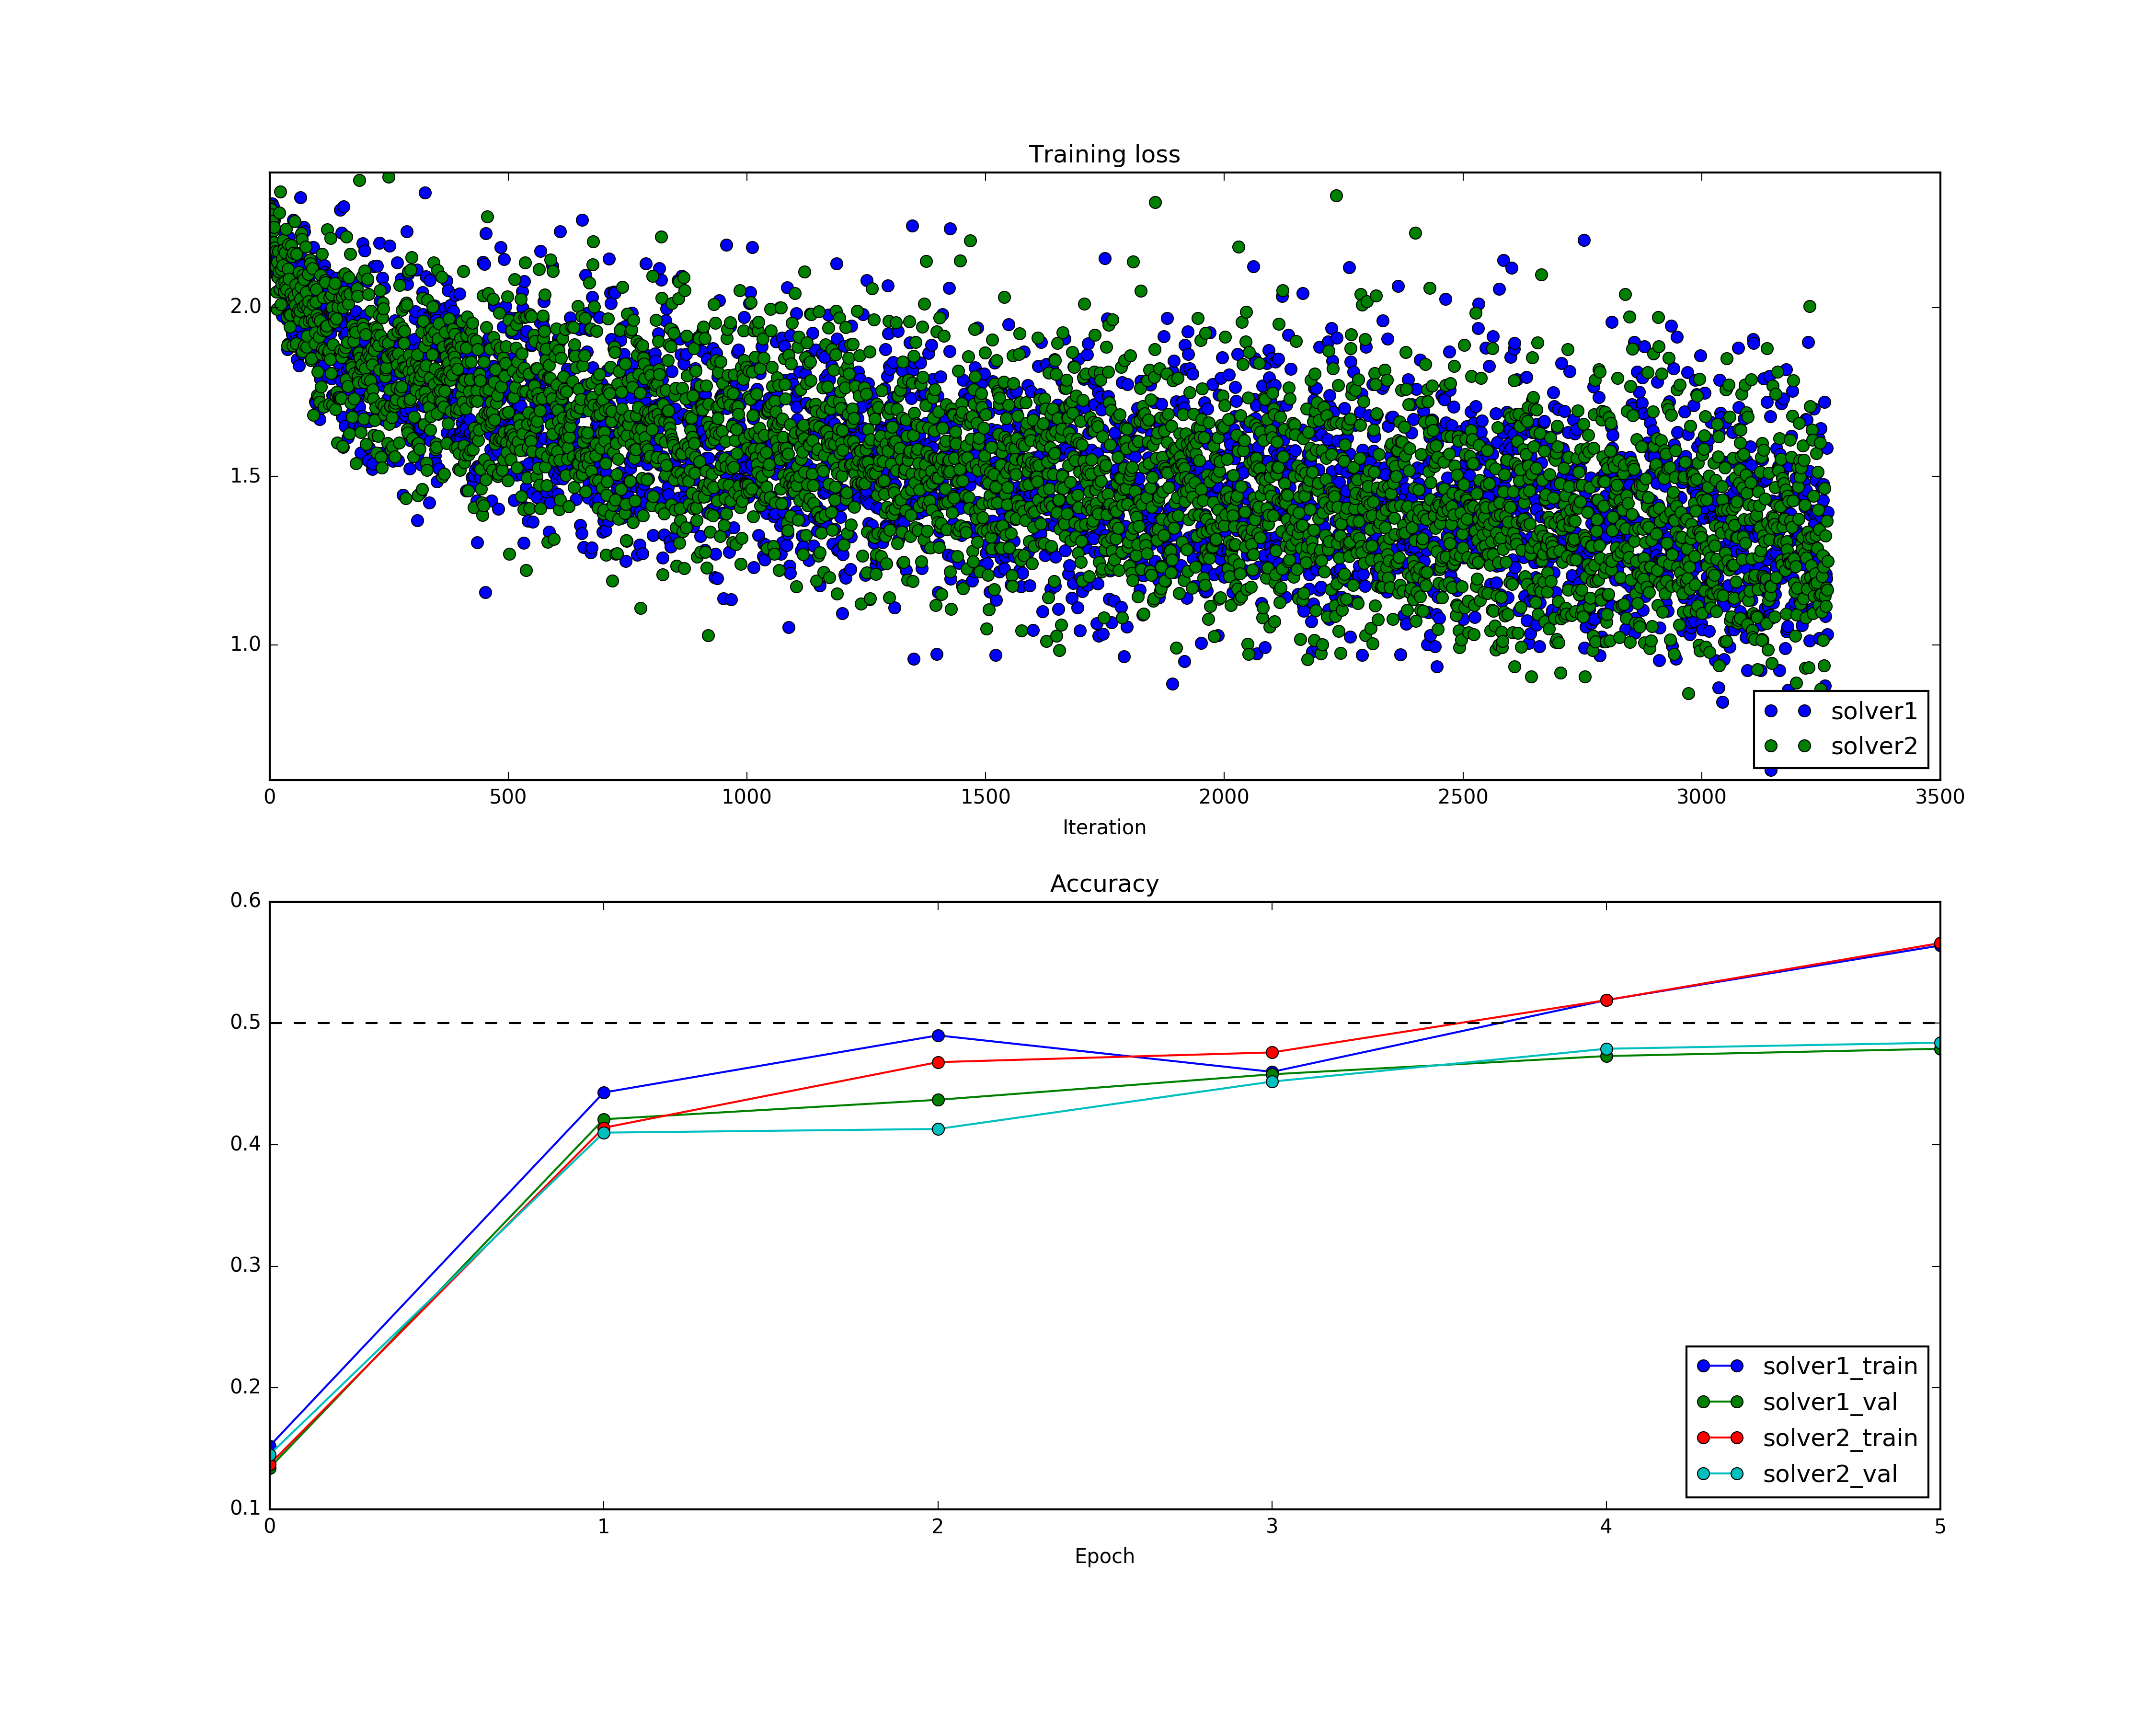 Training loss
2.0
1.5
1.0
solver1
solver2
0 500 1000 1500 2000 2500 3000 3500
Iteration
Accuracy
0.6
0.5
0.4
0.3
0.2
0.1
solver1_train
solver1_val
solver2_train
solver2_val
0 1 2 3 4 5
Epoch